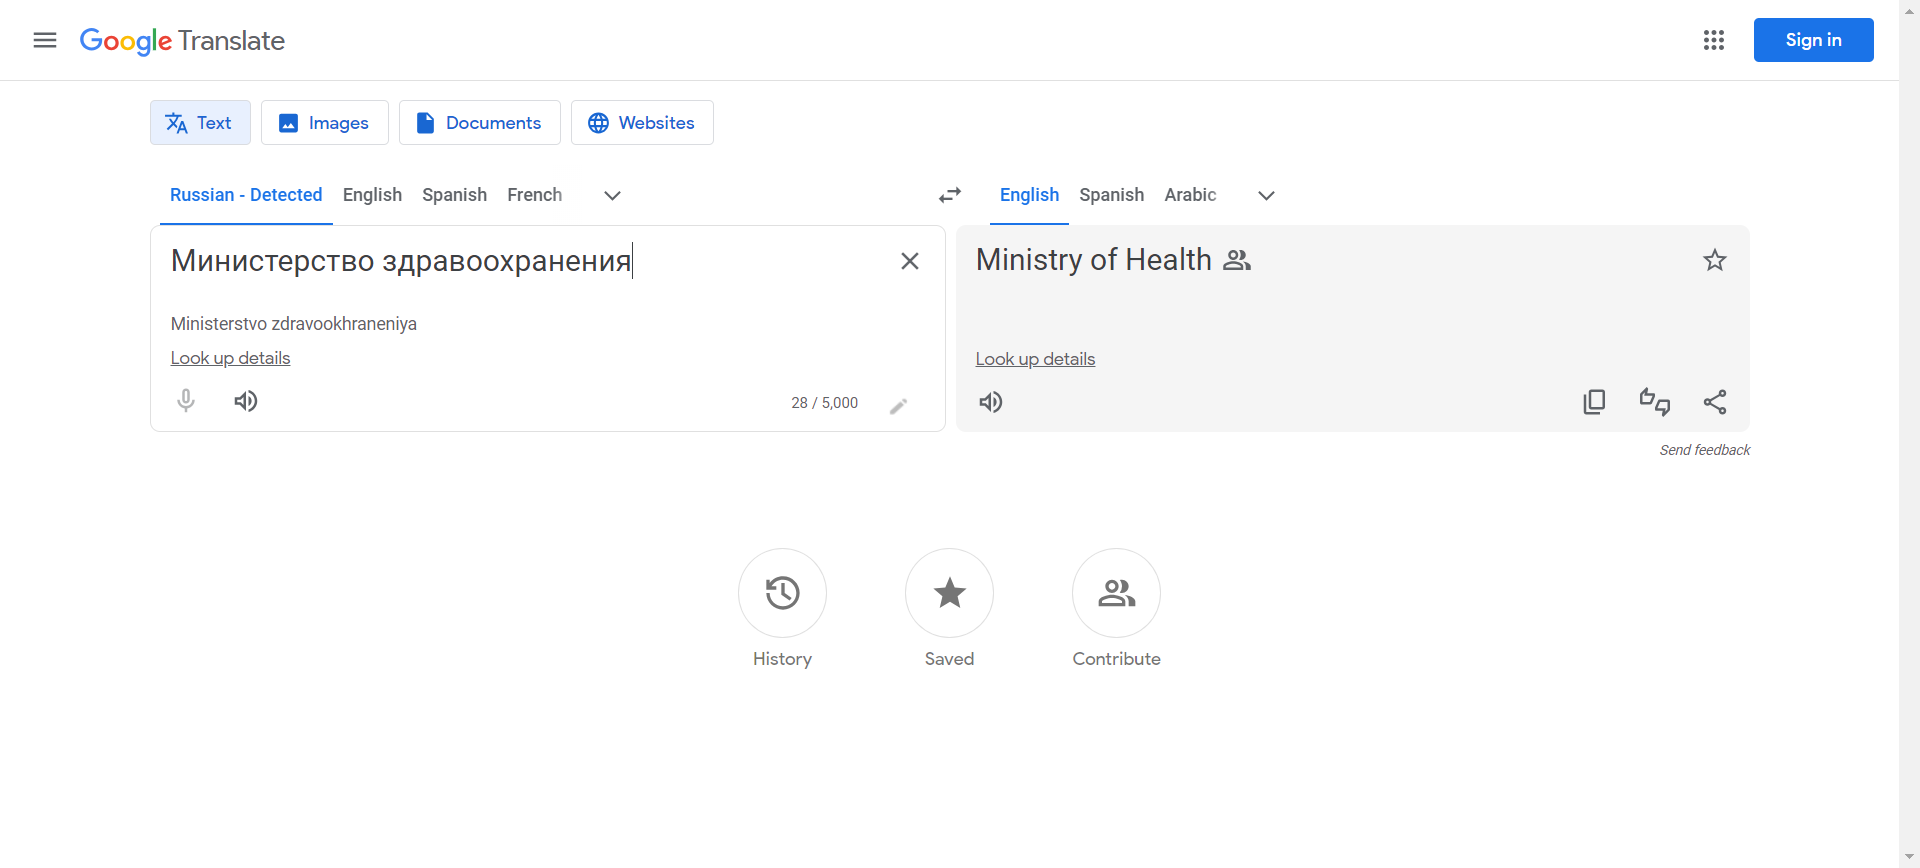 Google Translate
Sign in
Text Images Documents Websites
Russian - Detected English Spanish French English Spanish Arabic
Министерство здравоохранения
Ministry of Health
Ministerstvo zdravookhraneniya
Look up details
Look up details
28 / 5,000
Send feedback
History Saved Contribute